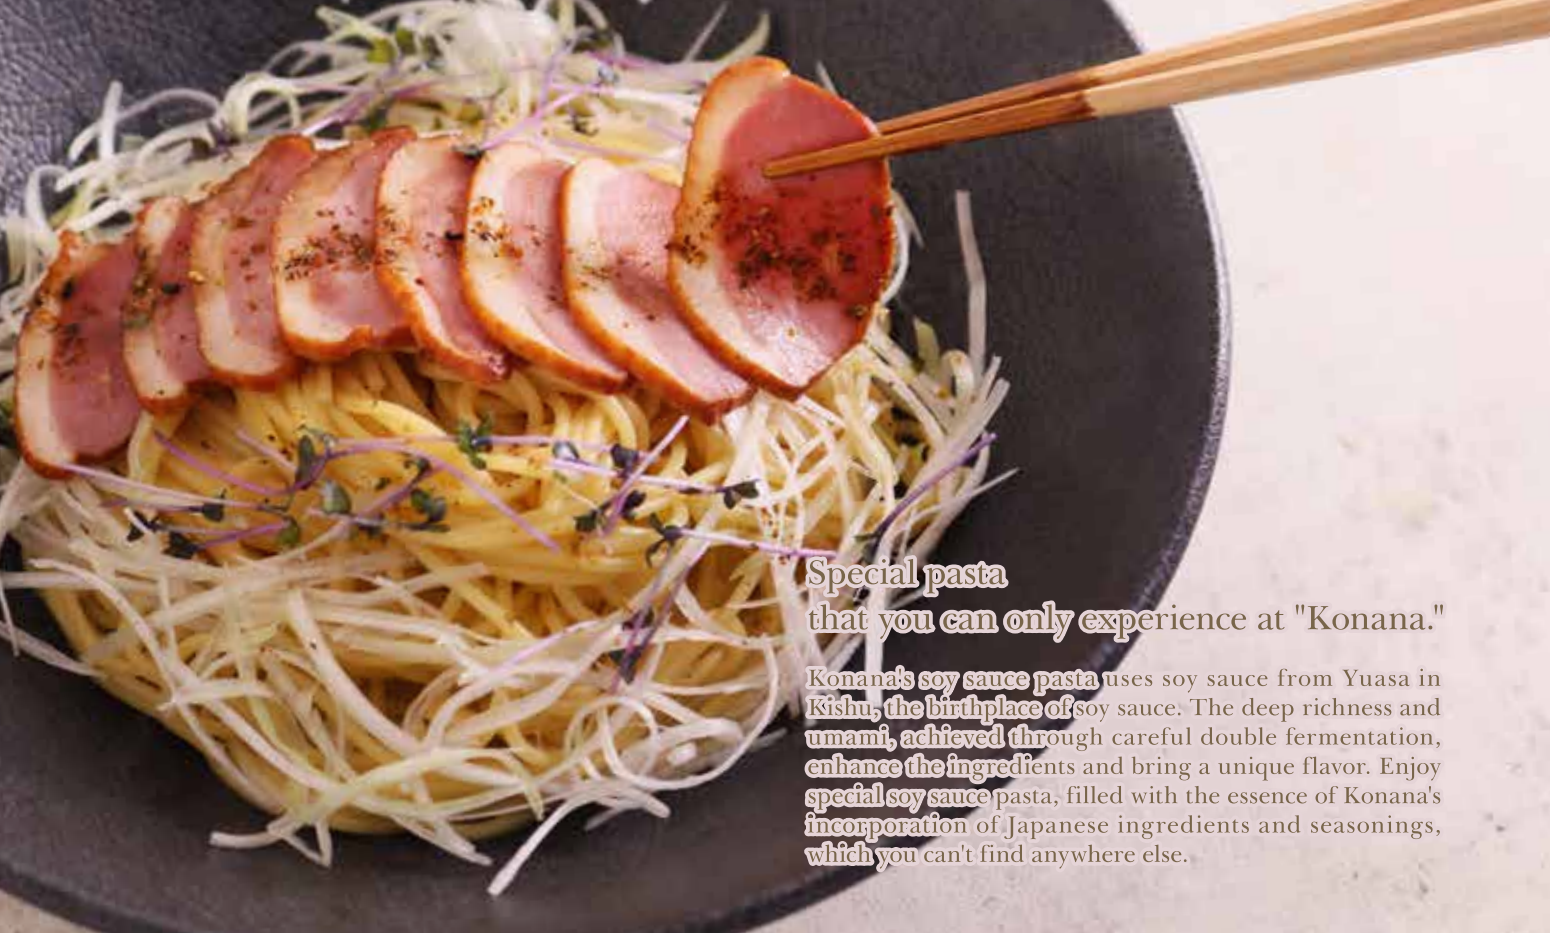 Special pasta
that you can only experience at "Konana."
Konana's soy sauce pasta uses soy sauce from Yuasa in
Kishu, the birthplace of soy sauce. The deep richness and
umami, achieved through careful double fermentation,
enhance the ingredients and bring a unique flavor. Enjoy
special soy sauce pasta, filled with the essence of Konana's
incorporation of Japanese ingredients and seasonings,
which you can't find anywhere else.